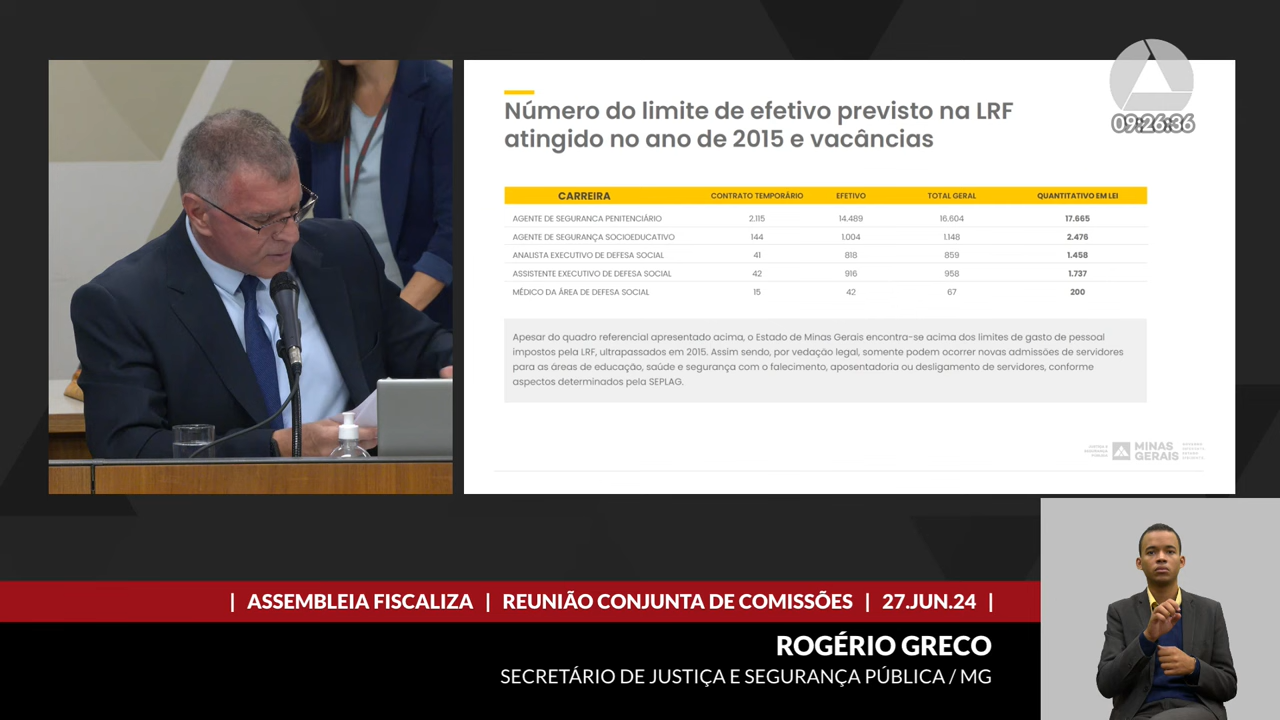 09:26:36
Número do limite de efetivo previsto na LRF
atingido no ano de 2015 e vacâncias
CARREIRA CONTRATO TEMPORÁRIO EFETIVO TOTAL GERAL QUANTITATIVO EM LEI
AGENTE DE SEGURANCA PENITENCIÁRIO 2.115 14.489 16.604 17.665
AGENTE DE SEGURANÇA SOCIOEDUCATIVO 144 1.004 1.148 2.476
ANALISTA EXECUTIVO DE DEFESA SOCIAL 41 818 859 1.458
ASSISTENTE EXECUTIVO DE DEFESA SOCIAL 42 916 958 1.737
MÉDICO DA ÁREA DE DEFESA SOCIAL 15 42 67 200
Apesar do quadro referencial apresentado acima, o Estado de Minas Gerais encontra-se acima dos limites de gasto de pessoal
impostos pela LRF, ultrapassados em 2015. Assim sendo, por vedação legal, somente podem ocorrer novas admissões de servidores
para as áreas de educação, saúde e segurança com o falecimento, aposentadoria ou desligamento de servidores, conforme
aspectos determinados pela SEPLAG.
MINAS
GERAIS
| ASSEMBLEIA FISCALIZA | REUNIÃO CONJUNTA DE COMISSÕES | 27.JUN.24 |
ROGÉRIO GRECO
SECRETÁRIO DE JUSTIÇA E SEGURANÇA PÚBLICA / MG